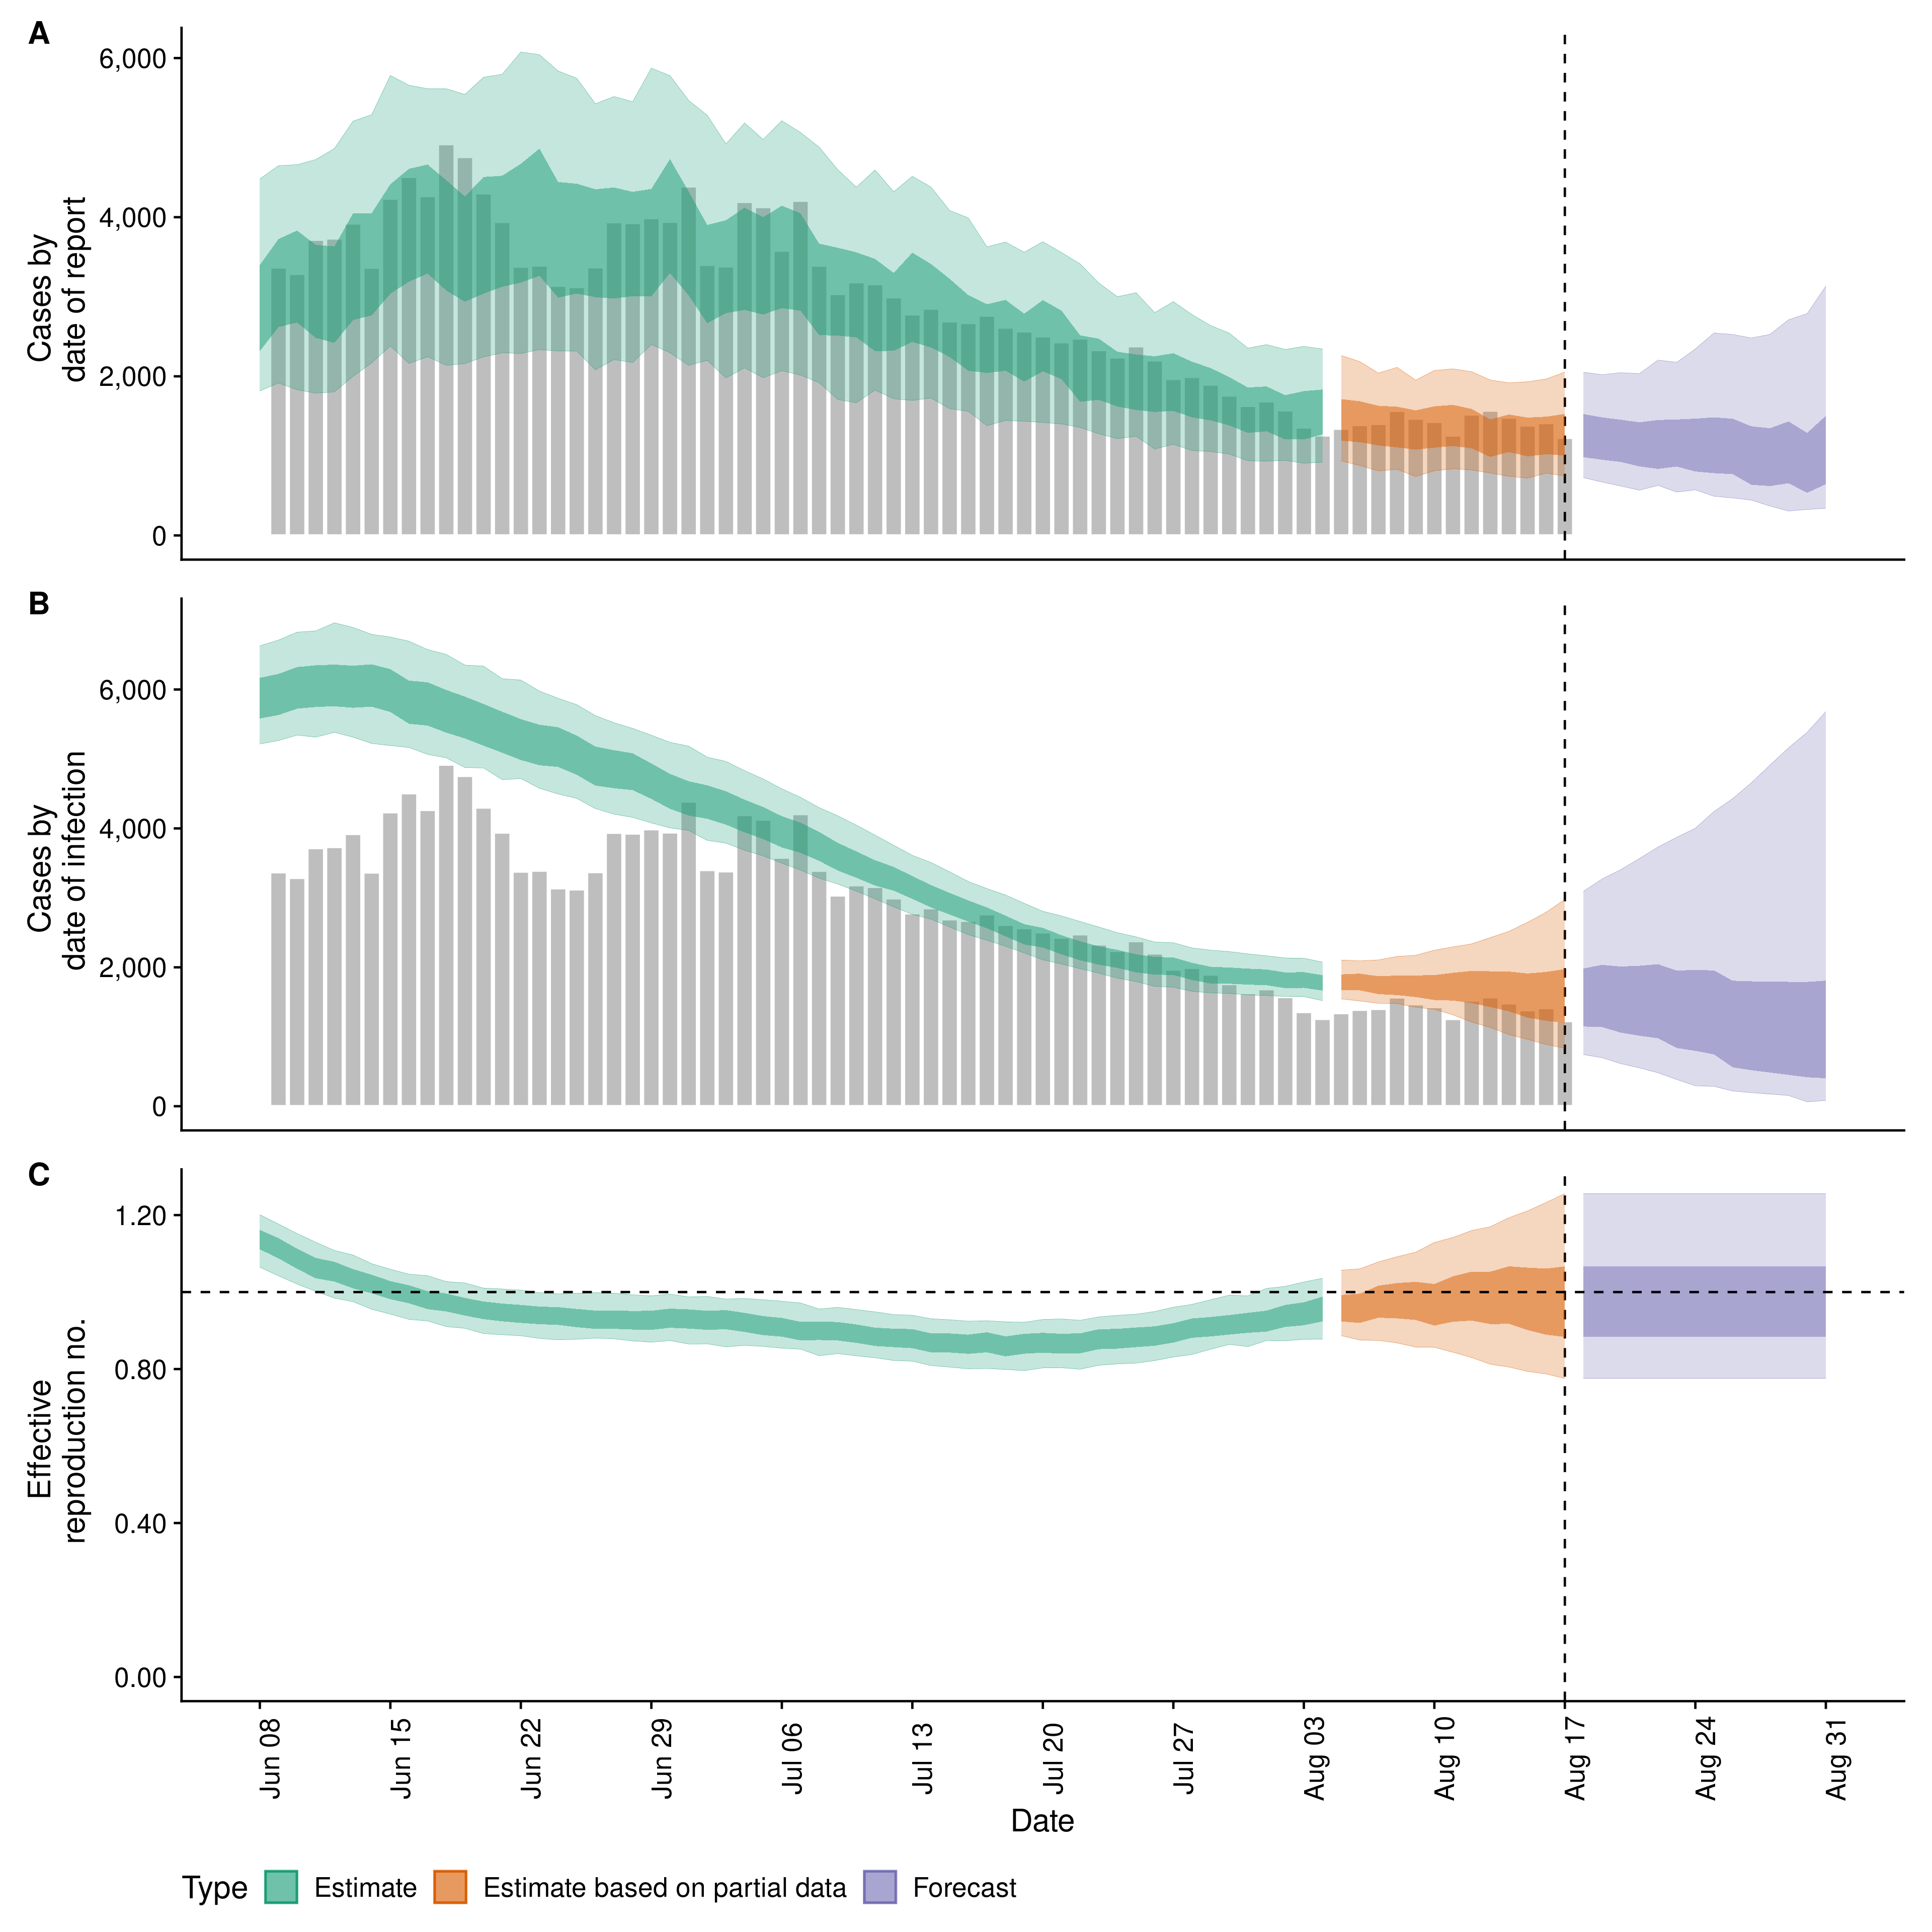 A
Cases by
date of report
6,000
4,000
2,000
0
B
Cases by
date of infection
6,000
4,000
2,000
0
C
Effective
reproduction no.
1.20
0.80
0.40
0.00
Jun 08
Jun 15
Jun 22
Jun 29
Jul 06
Jul 13
Jul 20
Jul 27
Aug 03
Aug 10
Aug 17
Aug 24
Aug 31
Date
Type Estimate Estimate based on partial data Forecast